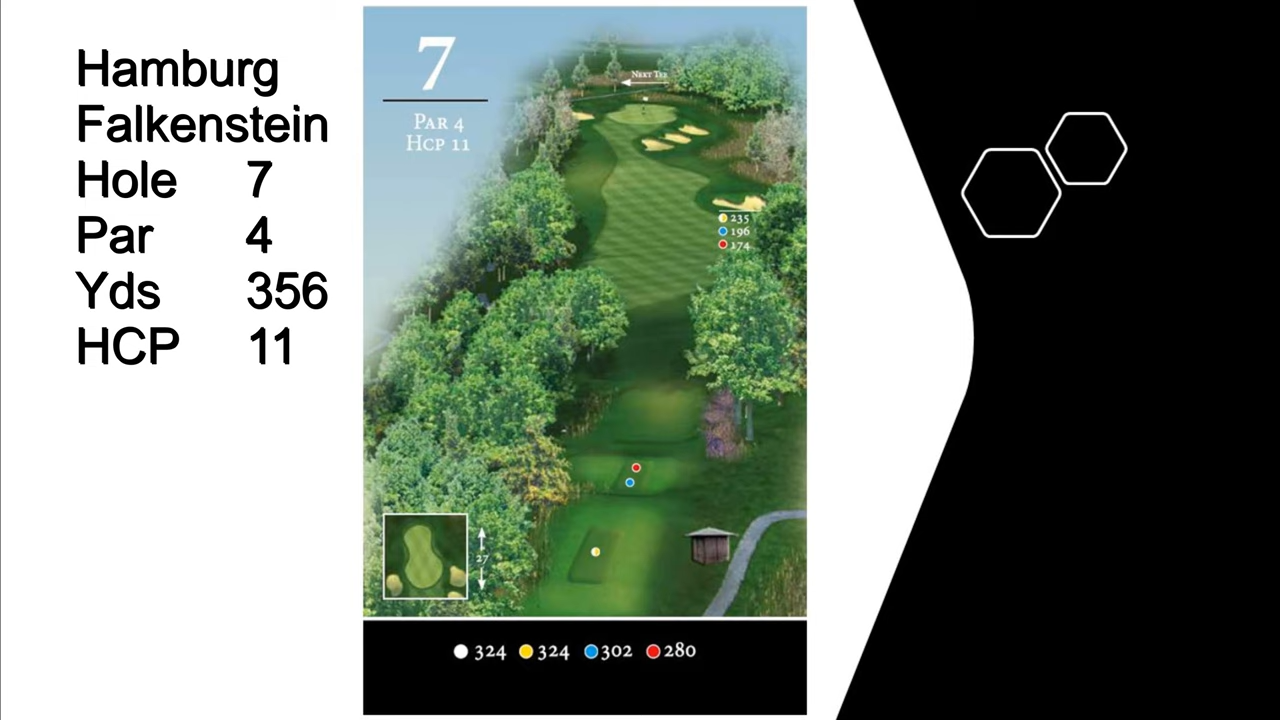 Hamburg
Falkenstein
Hole 7
Par 4
Yds 356
HCP 11
7
PAR 4
HCP 11
NEXT TEE
235
196
174
27
324 324 302 280